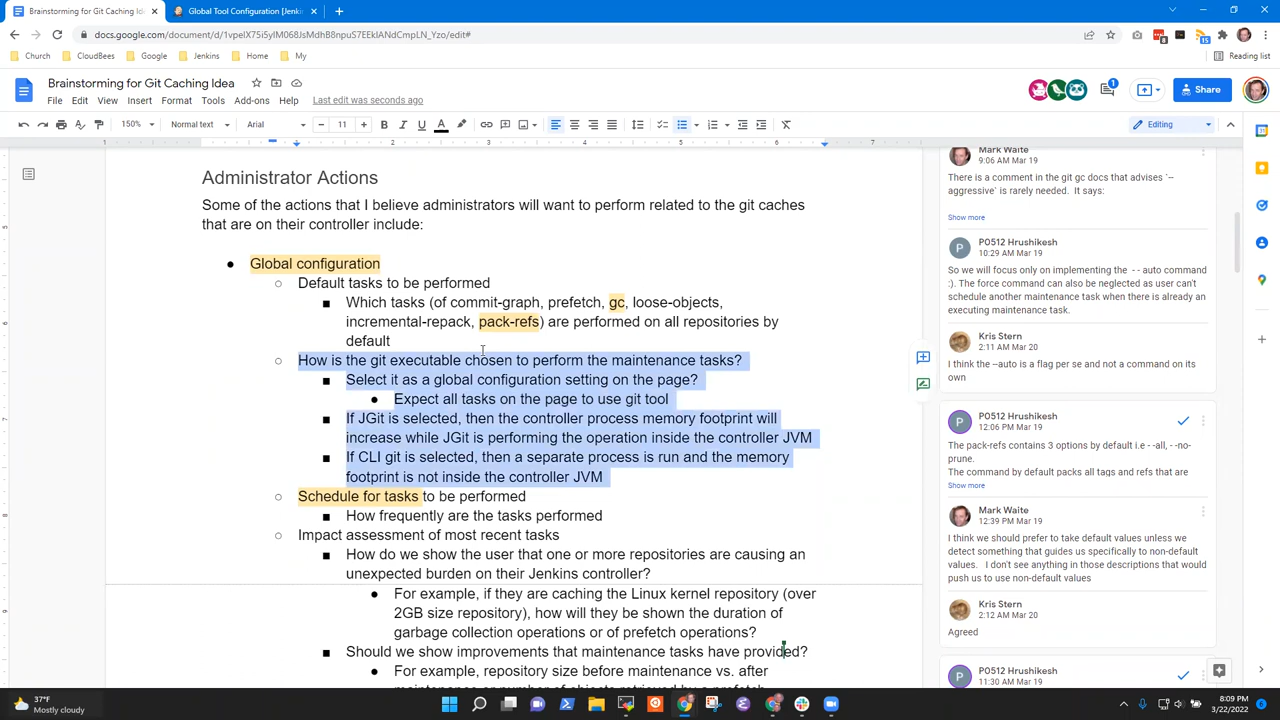 Brainstorming for Git Caching Ide
Global Tool Configuration [Jenkin
docs.google.com/document/d/1vpelX75i5ylM068JsMdhB8npuS7EEklANdCmpLN_Yzo/edit#
8
15
Church
CloudBees
Google
Jenkins
Home
My
Reading list
Brainstorming for Git Caching Idea
File Edit View Insert Format Tools Add-ons Help Last edit was seconds ago
1
Share
150%
Normal text
Arial
11
Editing
1 2 3 4 5 6 7
Administrator Actions
Some of the actions that I believe administrators will want to perform related to the git caches
that are on their controller include:
Global configuration
Default tasks to be performed
Which tasks (of commit-graph, prefetch, gc, loose-objects,
incremental-repack, pack-refs) are performed on all repositories by
default
How is the git executable chosen to perform the maintenance tasks?
Select it as a global configuration setting on the page?
Expect all tasks on the page to use git tool
If JGit is selected, then the controller process memory footprint will
increase while JGit is performing the operation inside the controller JVM
If CLI git is selected, then a separate process is run and the memory
footprint is not inside the controller JVM
Schedule for tasks to be performed
How frequently are the tasks performed
Impact assessment of most recent tasks
How do we show the user that one or more repositories are causing an
unexpected burden on their Jenkins controller?
For example, if they are caching the Linux kernel repository (over
2GB size repository), how will they be shown the duration of
garbage collection operations or of prefetch operations?
Should we show improvements that maintenance tasks have provided?
For example, repository size before maintenance vs. after
maintenance or number of objects retrieved by a prefetch
Mark Waite
9:06 AM Mar 19
There is a comment in the git gc docs that advises `--
aggressive` is rarely needed. It says:
Show more
P
P0512 Hrushikesh
10:29 AM Mar 19
So we will focus only on implementing the - - auto command
:). The force command can also be neglected as user can't
schedule another maintenance task when there is already an
executing maintenance task.
Kris Stern
2:11 AM Mar 20
I think the --auto is a flag per se and not a command on its
own
P
P0512 Hrushikesh
12:06 PM Mar 19
The pack-refs contains 3 options by default i.e - -all, - -no-
prune.
The command by default packs all tags and refs that are
Show more
Mark Waite
12:39 PM Mar 19
I think we should prefer to take default values unless we
detect something that guides us specifically to non-default
values. I don't see anything in those descriptions that would
push us to use non-default values
Kris Stern
2:12 AM Mar 20
Agreed
P
P0512 Hrushikesh
11:30 AM Mar 19
37°F
Mostly cloudy
8:09 PM
3/22/2022